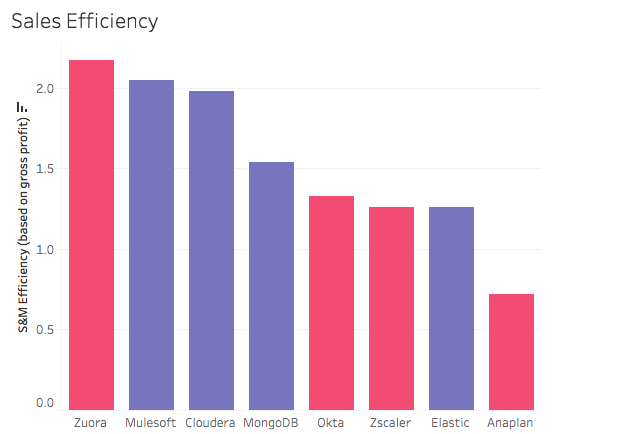 Sales Efficiency
S&M Efficiency (based on gross profit)
2.0
1.5
1.0
0.5
0.0
Zuora Mulesoft Cloudera MongoDB Okta Zscaler Elastic Anaplan